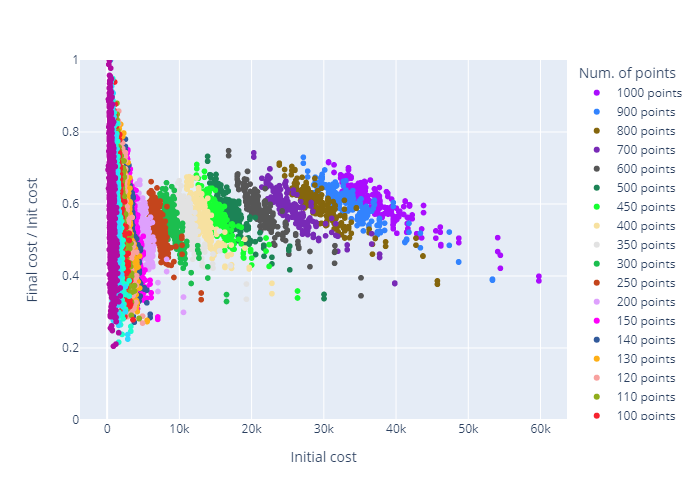 Num. of points
1000 points
900 points
800 points
700 points
600 points
500 points
450 points
400 points
350 points
300 points
250 points
200 points
150 points
140 points
130 points
120 points
110 points
100 points
1
0.8
0.6
0.4
0.2
0
Final cost / Init cost
0
10k
20k
30k
40k
50k
60k
Initial cost